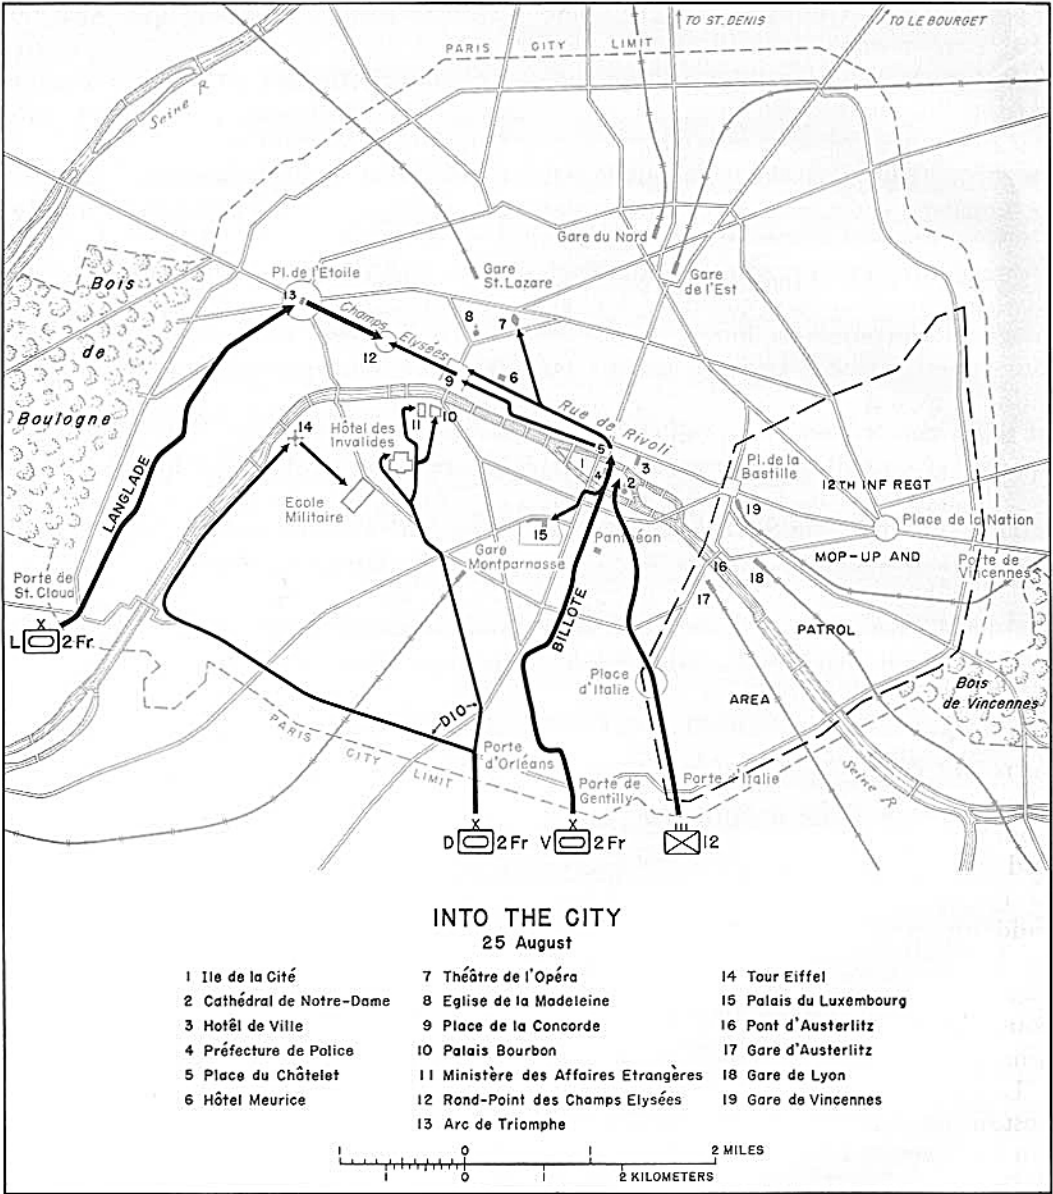 TO ST. DENIS
TO LE BOURGET
PARIS CITY LIMIT
Seine R
Gare du Nord
Gare
St. Lazare
Gare
de l'Est
Pl. de l'Etoile
13
Bois
de
Boulogne
Champs Elysées
8
7
12
9
6
Rue de Rivoli
11
10
14
Hôtel des
Invalides
5
3
1
4
2
Pl. de la
Bastille
12TH INF REGT
LANGLADE
Ecole
Militaire
19
Place de la Nation
15
Panthéon
Gare
Montparnasse
16
MOP-UP AND
Porte de
Vincennes
18
17
Porte de
St. Cloud
BILLOTE
PATROL
L 2 Fr.
Place
d'Italie
Bois
de Vincennes
AREA
DIO
PARIS CITY LIMIT
Porte
d'Orléans
Porte de
Gentilly
Porte d'Italie
Seine R
D 2 Fr
V 2 Fr
12
INTO THE CITY
25 August
1 Ile de la Cité
2 Cathédral de Notre-Dame
3 Hotêl de Ville
4 Préfecture de Police
5 Place du Châtelet
6 Hôtel Meurice
7 Théâtre de l'Opéra
8 Eglise de la Madeleine
9 Place de la Concorde
10 Palais Bourbon
11 Ministère des Affaires Etrangères
12 Rond-Point des Champs Elysées
13 Arc de Triomphe
14 Tour Eiffel
15 Palais du Luxembourg
16 Pont d'Austerlitz
17 Gare d'Austerlitz
18 Gare de Lyon
19 Gare de Vincennes
1 0 1 2 MILES
1 0 1 2 KILOMETERS